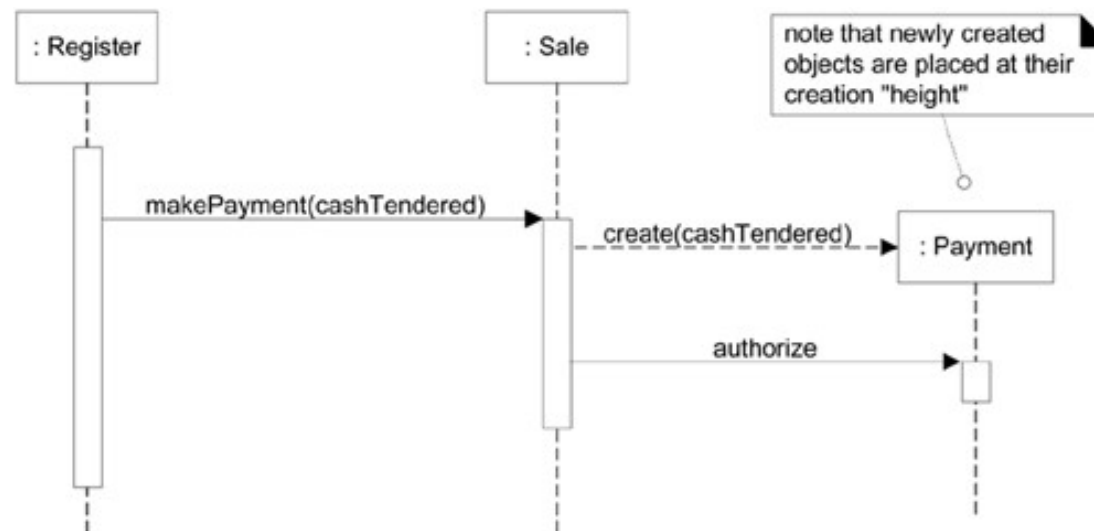 : Register
: Sale
note that newly created
objects are placed at their
creation "height"
makePayment(cashTendered)
create(cashTendered)
: Payment
authorize